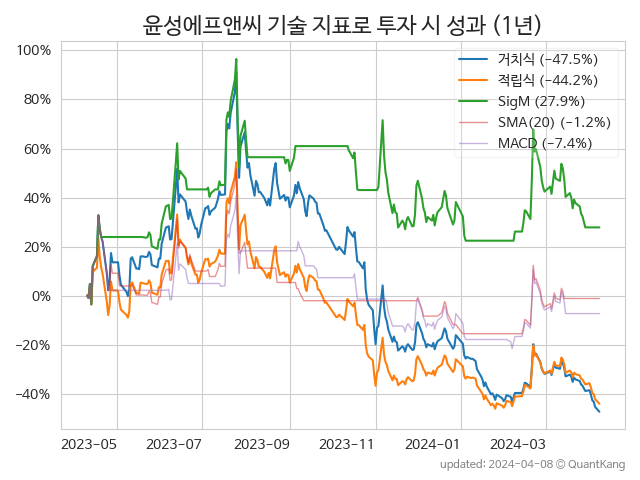 윤성에프앤씨 기술 지표로 투자 시 성과 (1년)
100%
80%
60%
40%
20%
0%
−20%
−40%
거치식 (−47.5%)
적립식 (−44.2%)
SigM (27.9%)
SMA(20) (−1.2%)
MACD (−7.4%)
2023-05 2023-07 2023-09 2023-11 2024-01 2024-03
updated: 2024-04-08 © QuantKang